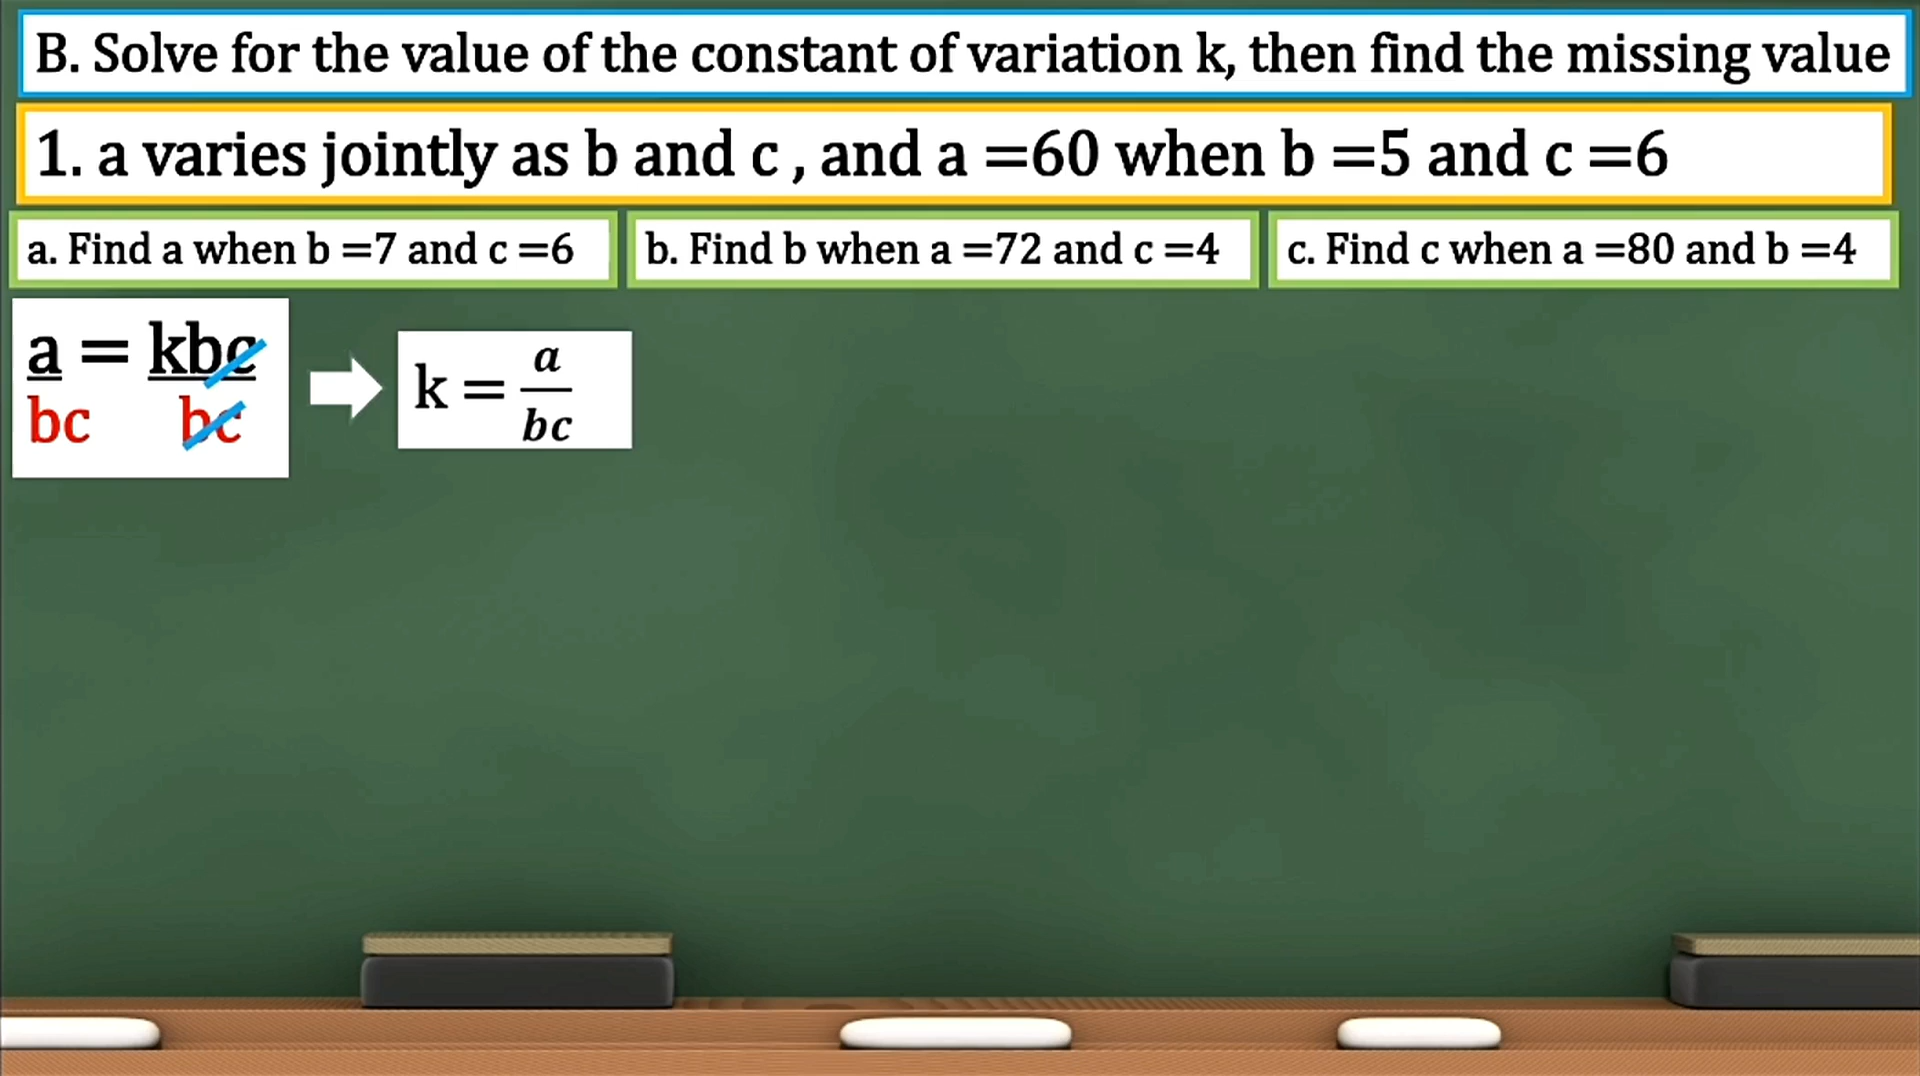 B. Solve for the value of the constant of variation k, then find the missing value
1. a varies jointly as b and c , and a =60 when b =5 and c =6
a. Find a when b =7 and c =6
b. Find b when a =72 and c =4
c. Find c when a =80 and b =4
a = kbc
bc bc
k = a
bc